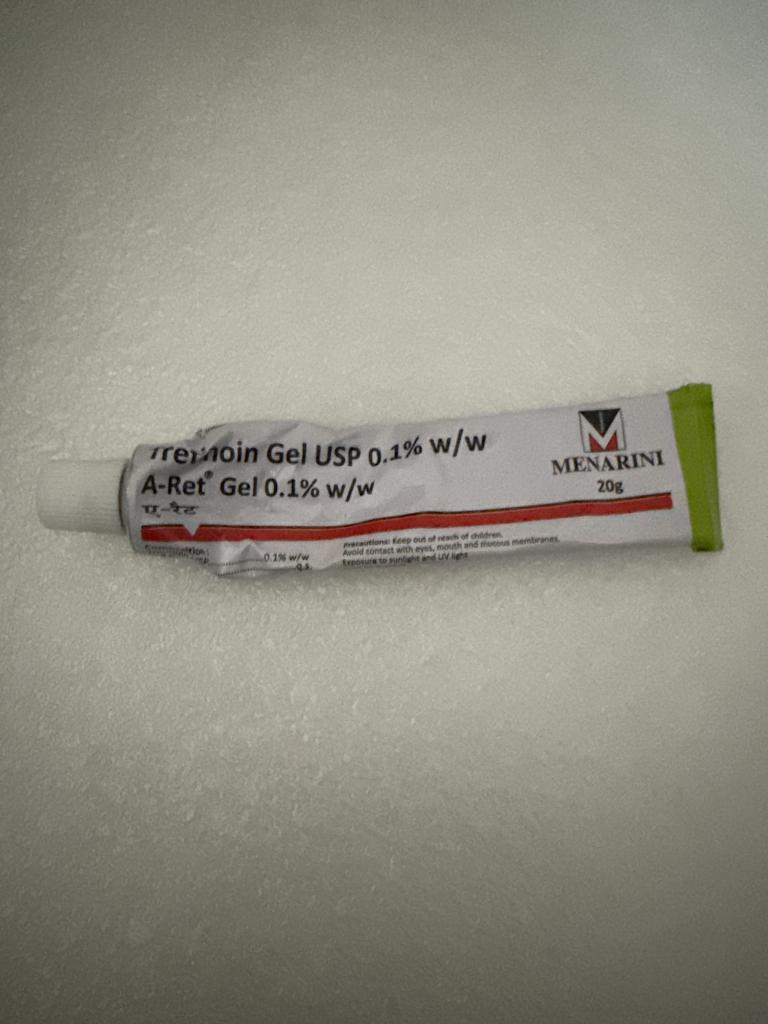 Gel USP 0.1% w/w
A-Ret® Gel 0.1% w/w
ए-रैट
MENARINI
20g
0.1% w/w
q.s.
Precautions: Keep out of reach of children.
Avoid contact with eyes, mouth and mucous membranes.
Exposure to sunlight and UV light